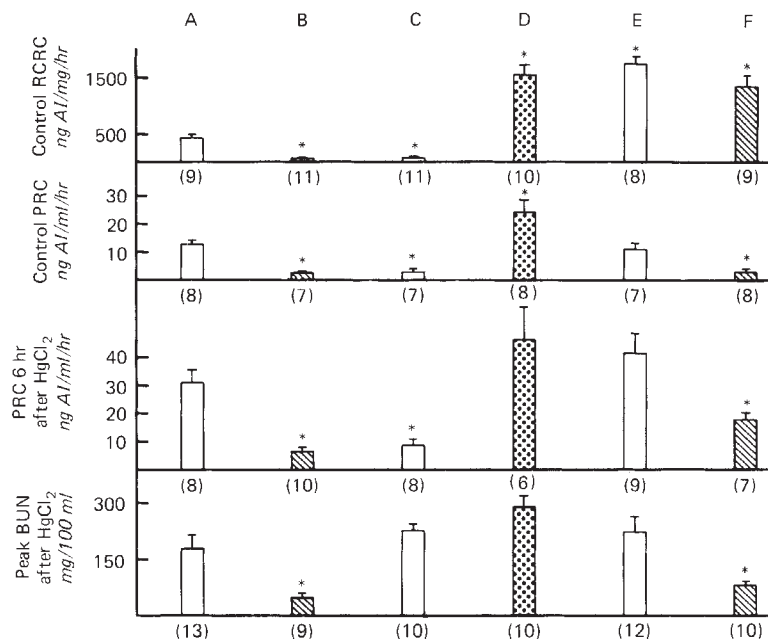 A B C D E F
Control RCRC
ng AI/mg/hr
1500
500
* * * * *
(9) (11) (11) (10) (8) (9)
Control PRC
ng AI/ml/hr
30
20
10
* * * *
(8) (7) (7) (8) (7) (8)
PRC 6 hr
after HgCl₂
ng AI/ml/hr
40
30
20
10
* * *
(8) (10) (8) (6) (9) (7)
Peak BUN
after HgCl₂
mg/100 ml
300
150
* *
(13) (9) (10) (10) (12) (10)